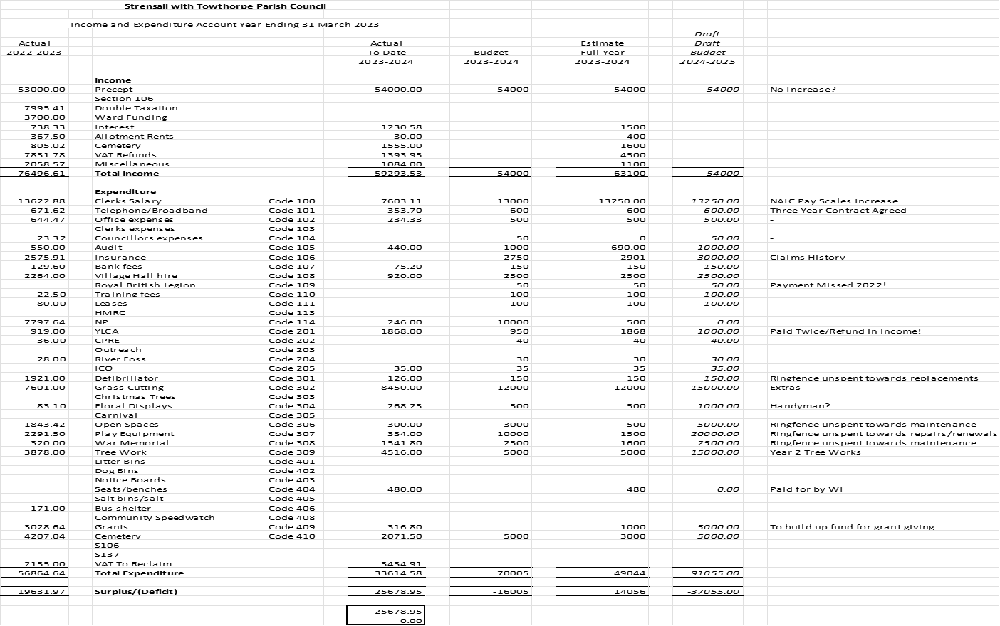 Strensall with Towthorpe Parish Council
Income and Expenditure Account Year Ending 31 March 2023
Draft
Actual Actual Estimate Draft
2022-2023 To Date Budget Full Year Budget
2023-2024 2023-2024 2023-2024 2024-2025
Income
53000.00 Precept 54000.00 54000 54000 54000 No Increase?
Section 106
7995.41 Double Taxation
3700.00 Ward Funding
738.33 Interest 1230.58 1500
367.50 Allotment Rents 30.00 400
805.02 Cemetery 1555.00 1600
7831.78 VAT Refunds 1393.95 4500
2058.57 Miscellaneous 1084.00 1100
76496.61 Total Income 59293.53 54000 63100 54000
Expenditure
13622.88 Clerks Salary Code 100 7603.11 13000 13250.00 13250.00 NALC Pay Scales Increase
671.62 Telephone/Broadband Code 101 353.70 600 600 600.00 Three Year Contract Agreed
644.47 Office expenses Code 102 234.33 500 500 500.00 -
Clerks expenses Code 103
23.32 Councillors expenses Code 104 50 0 50.00 -
550.00 Audit Code 105 440.00 1000 690.00 1000.00
2575.91 Insurance Code 106 2750 2901 3000.00 Claims History
129.60 Bank fees Code 107 75.20 150 150 150.00
2264.00 Village Hall hire Code 108 920.00 2500 2500 2500.00
Royal British Legion Code 109 50 50 50.00 Payment Missed 2022!
22.50 Training fees Code 110 100 100 100.00
80.00 Leases Code 111 100 100 100.00
HMRC Code 113
7797.64 NP Code 114 246.00 10000 500 0.00
919.00 YLCA Code 201 1868.00 950 1868 1000.00 Paid Twice/Refund in Income!
36.00 CPRE Code 202 40 40 40.00
Outreach Code 203
28.00 River Foss Code 204 30 30 30.00
ICO Code 205 35.00 35 35 35.00
1921.00 Defibrillator Code 301 126.00 150 150 150.00 Ringfence unspent towards replacements
7601.00 Grass Cutting Code 302 8450.00 12000 12000 15000.00 Extras
Christmas Trees Code 303
83.10 Floral Displays Code 304 268.23 500 500 1000.00 Handyman?
Carnival Code 305
1843.42 Open Spaces Code 306 300.00 3000 500 5000.00 Ringfence unspent towards maintenance
2291.50 Play Equipment Code 307 334.00 10000 1500 20000.00 Ringfence unspent towards repairs/renewals
320.00 War Memorial Code 308 1541.80 2500 1600 2500.00 Ringfence unspent towards maintenance
3878.00 Tree Work Code 309 4516.00 5000 5000 15000.00 Year 2 Tree Works
Litter Bins Code 401
Dog Bins Code 402
Notice Boards Code 403
Seats/benches Code 404 480.00 480 0.00 Paid for by WI
Salt bins/salt Code 405
171.00 Bus shelter Code 406
Community Speedwatch Code 408
3028.64 Grants Code 409 316.80 1000 5000.00 To build up fund for grant giving
4207.04 Cemetery Code 410 2071.50 5000 3000 5000.00
S106
S137
2155.00 VAT To Reclaim 3434.91
56864.64 Total Expenditure 33614.58 70005 49044 91055.00
19631.97 Surplus/(Deficit) 25678.95 -16005 14056 -37055.00
25678.95
0.00